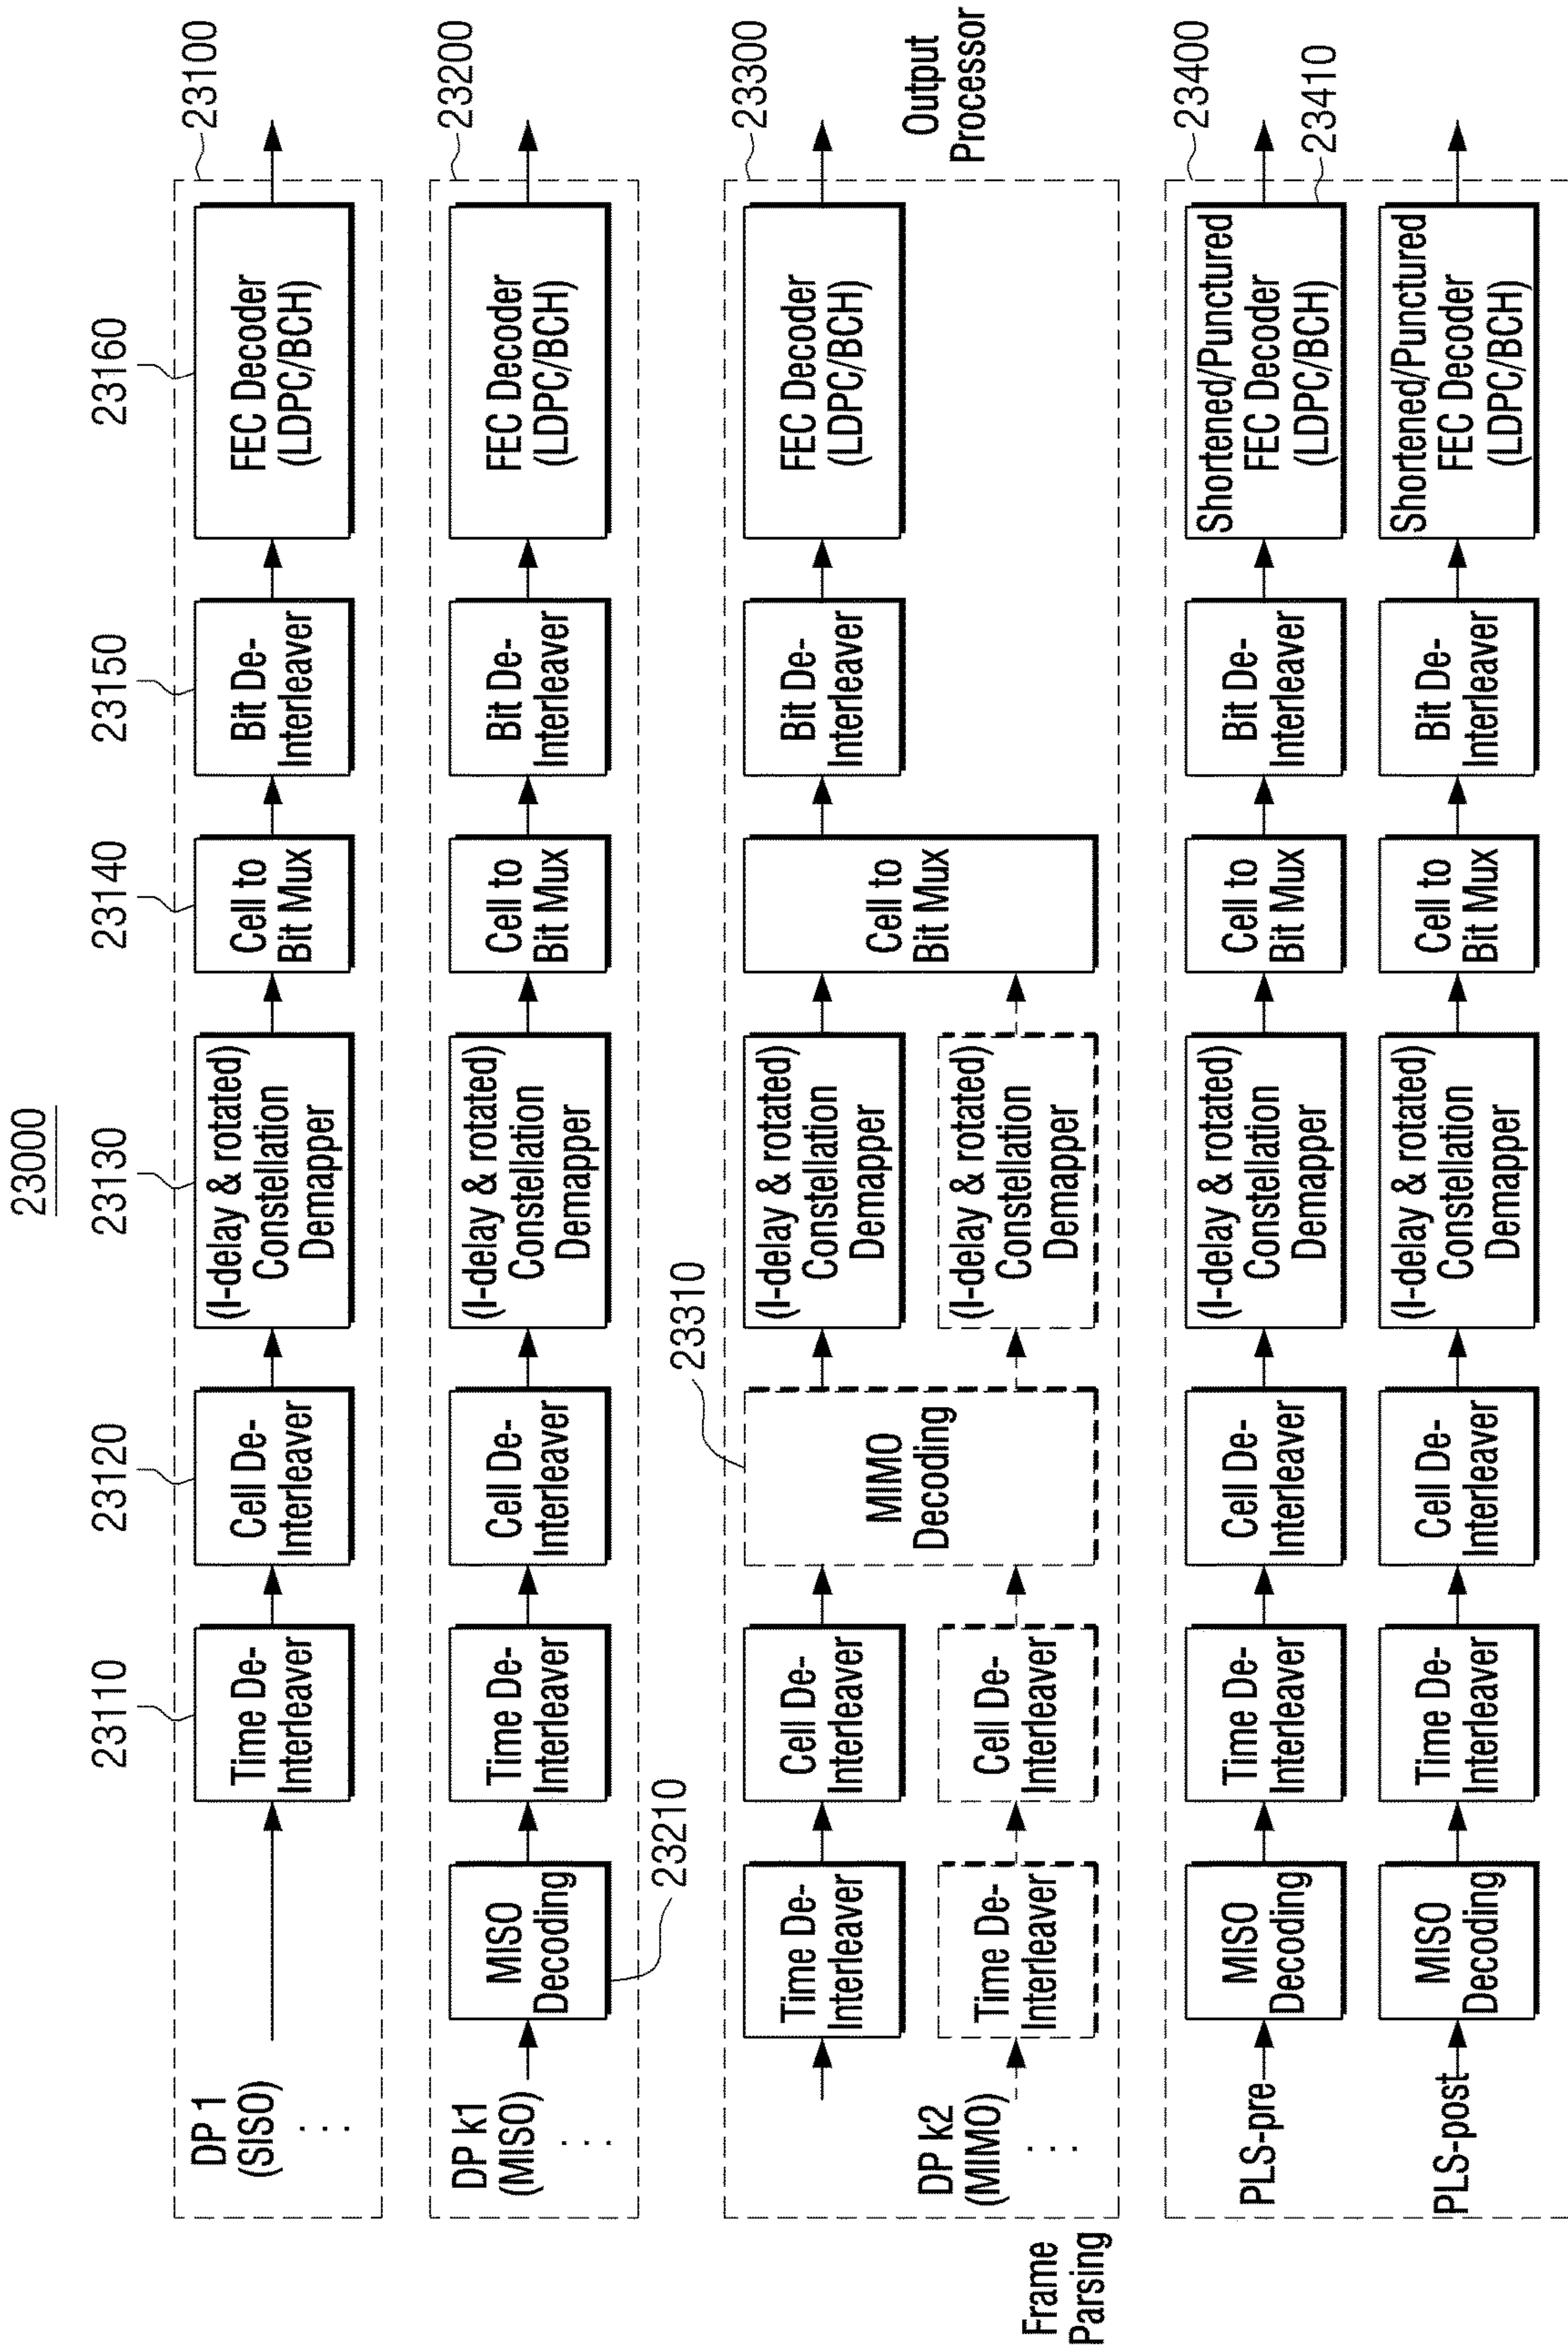 23000
23110
23120
23130
23140
23150
23160
23100
DP 1
(SISO)
⋮
Time De-
Interleaver
Cell De-
Interleaver
(I-delay & rotated)
Constellation
Demapper
Cell to
Bit Mux
Bit De-
Interleaver
FEC Decoder
(LDPC/BCH)
23200
DP k1
(MISO)
⋮
MISO
Decoding
23210
Time De-
Interleaver
Cell De-
Interleaver
(I-delay & rotated)
Constellation
Demapper
Cell to
Bit Mux
Bit De-
Interleaver
FEC Decoder
(LDPC/BCH)
23300
23310
Frame
Parsing
DP k2
(MIMO)
⋮
Time De-
Interleaver
Cell De-
Interleaver
Time De-
Interleaver
Cell De-
Interleaver
MIMO
Decoding
(I-delay & rotated)
Constellation
Demapper
(I-delay & rotated)
Constellation
Demapper
Cell to
Bit Mux
Bit De-
Interleaver
FEC Decoder
(LDPC/BCH)
Output
Processor
23400
PLS-pre
MISO
Decoding
Time De-
Interleaver
Cell De-
Interleaver
(I-delay & rotated)
Constellation
Demapper
Cell to
Bit Mux
Bit De-
Interleaver
Shortened/Punctured
FEC Decoder
(LDPC/BCH)
23410
PLS-post
MISO
Decoding
Time De-
Interleaver
Cell De-
Interleaver
(I-delay & rotated)
Constellation
Demapper
Cell to
Bit Mux
Bit De-
Interleaver
Shortened/Punctured
FEC Decoder
(LDPC/BCH)